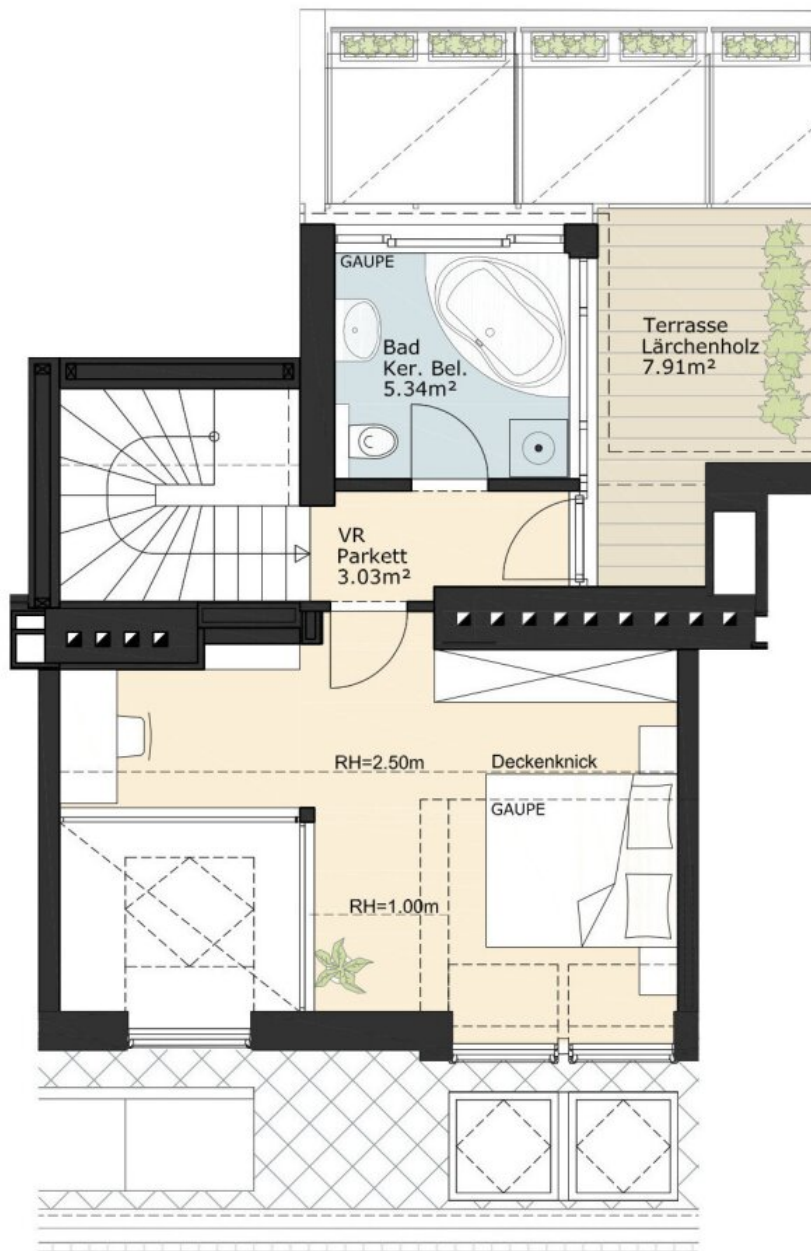 GAUPE
Bad
Ker. Bel.
5.34m²
Terrasse
Lärchenholz
7.91m²
VR
Parkett
3.03m²
RH=2.50m
Deckenknick
GAUPE
RH=1.00m